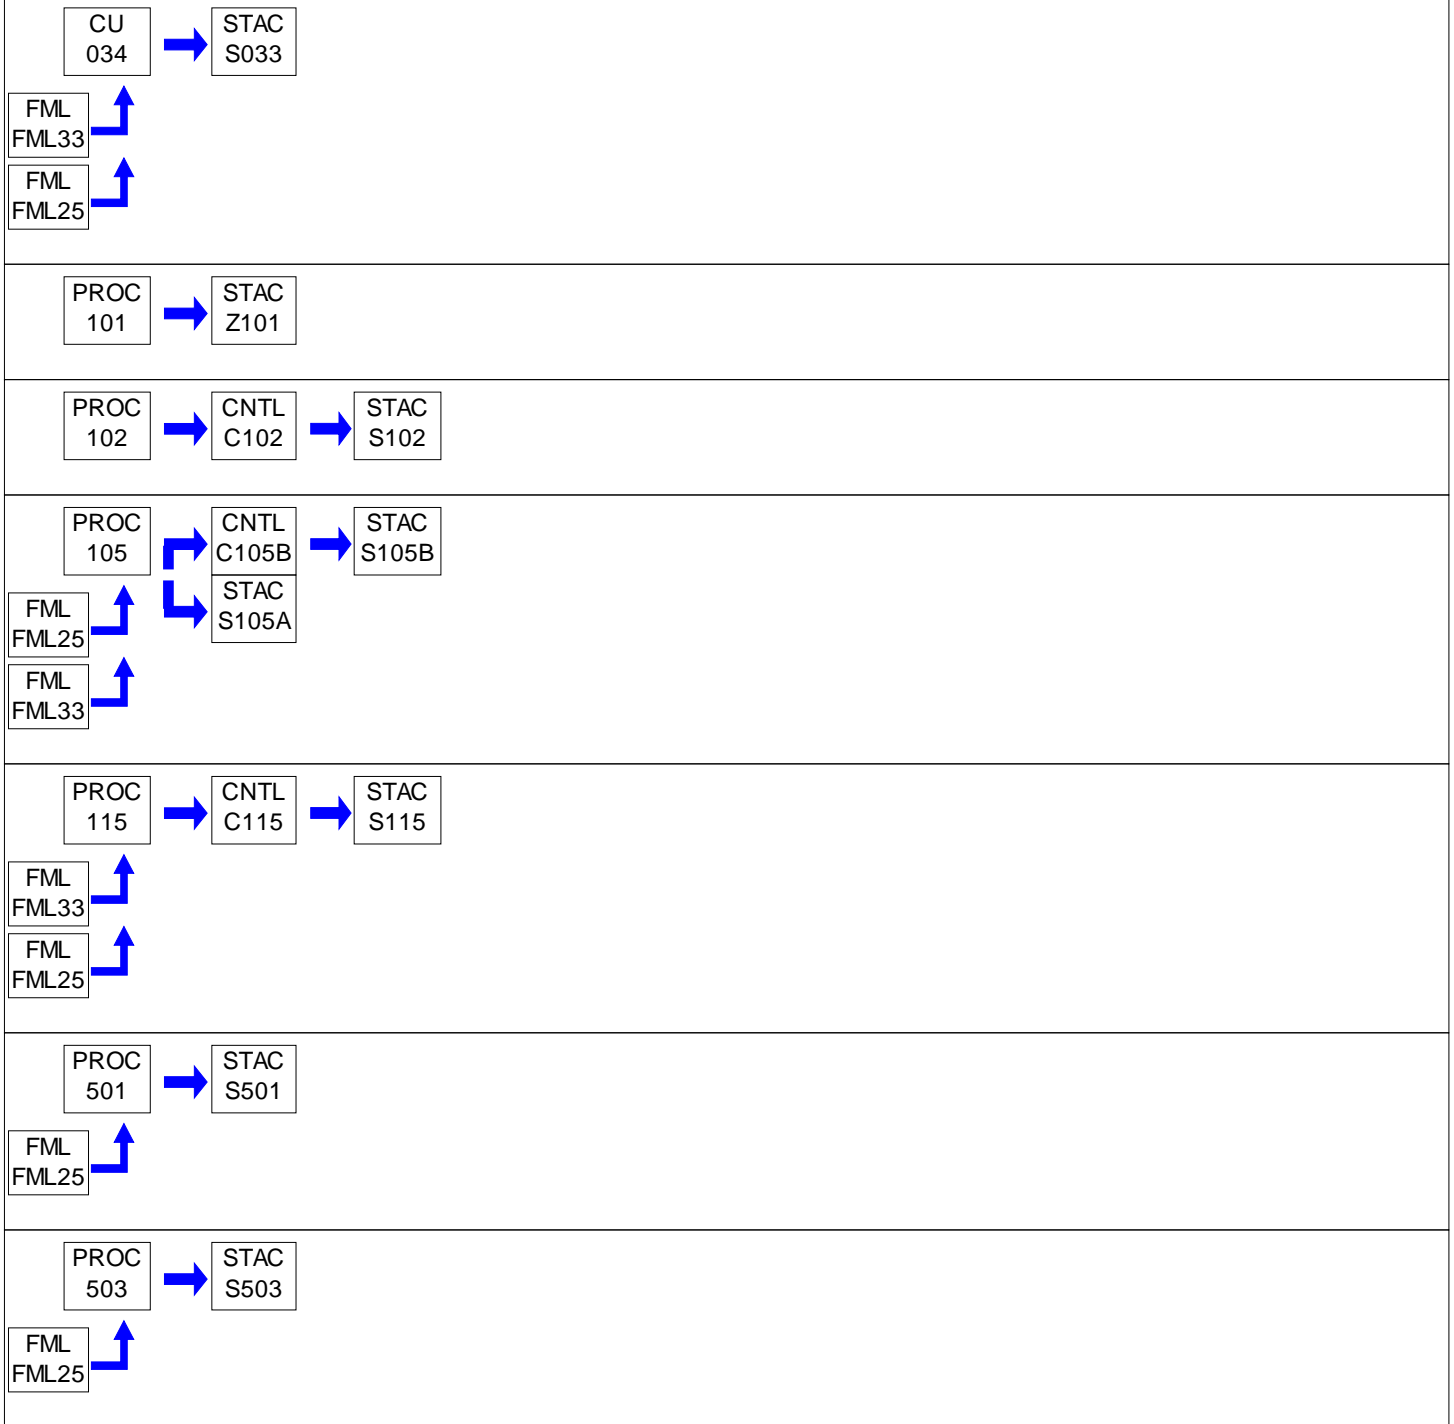 CU
034
STAC
S033
FML
FML33
FML
FML25
PROC
101
STAC
Z101
PROC
102
CNTL
C102
STAC
S102
PROC
105
CNTL
C105B
STAC
S105B
STAC
S105A
FML
FML25
FML
FML33
PROC
115
CNTL
C115
STAC
S115
FML
FML33
FML
FML25
PROC
501
STAC
S501
FML
FML25
PROC
503
STAC
S503
FML
FML25